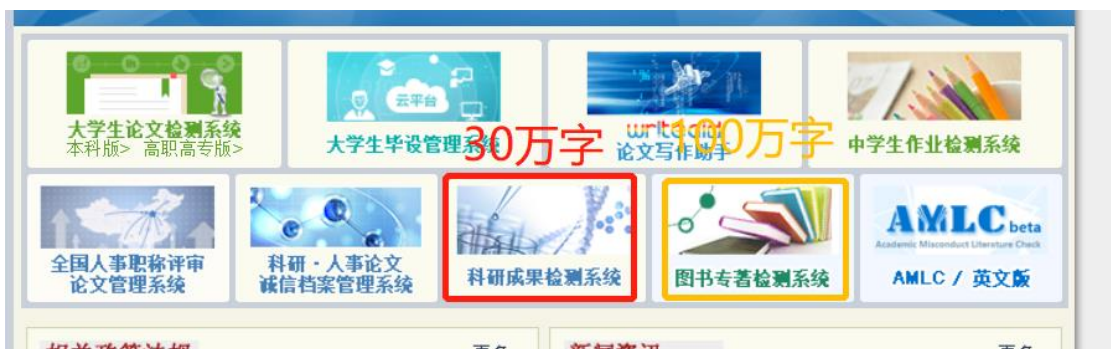 云平台
大学生论文检测系统
本科版> 高职高专版>
大学生毕设管理系统
30万字
writeaid
论文写作助手
100万字
中学生作业检测系统
全国人事职称评审
论文管理系统
科研·人事论文
诚信档案管理系统
科研成果检测系统
图书专著检测系统
AMLC beta
Academic Misconduct Literature Check
AMLC / 英文版